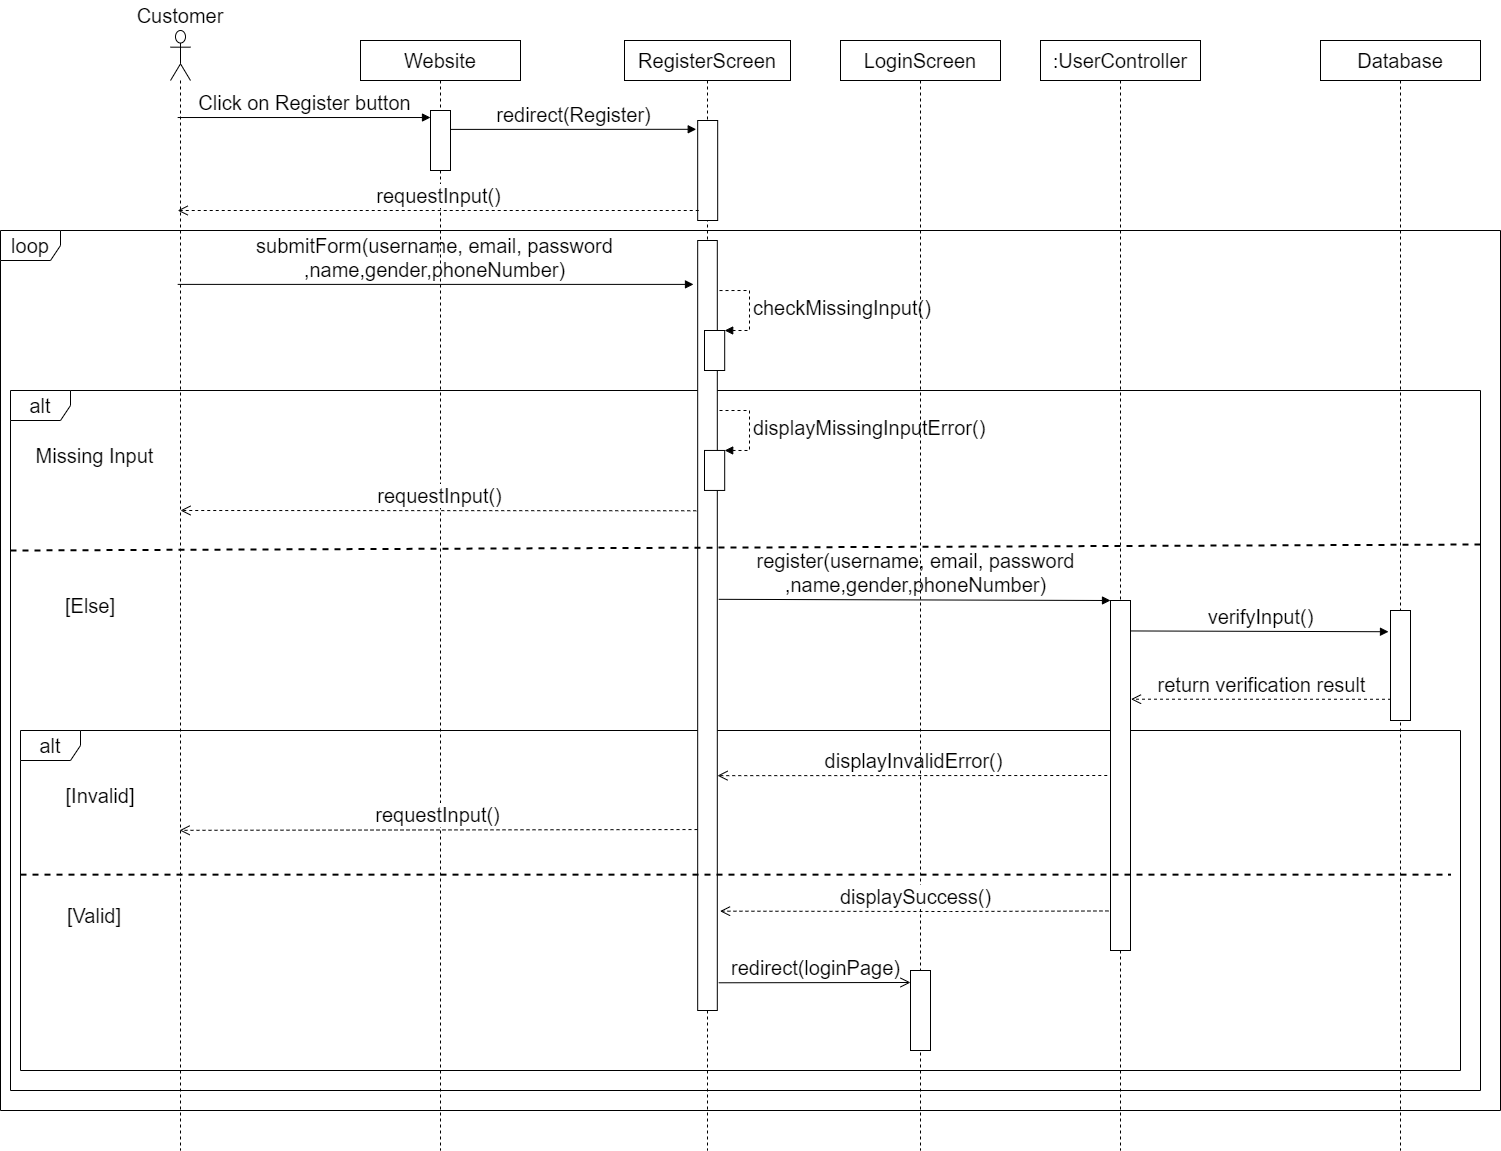 Customer
Website
RegisterScreen
LoginScreen
:UserController
Database
Click on Register button
redirect(Register)
requestInput()
loop
submitForm(username, email, password
,name,gender,phoneNumber)
checkMissingInput()
alt
displayMissingInputError()
Missing Input
requestInput()
register(username, email, password
,name,gender,phoneNumber)
[Else]
verifyInput()
return verification result
alt
displayInvalidError()
[Invalid]
requestInput()
displaySuccess()
[Valid]
redirect(loginPage)